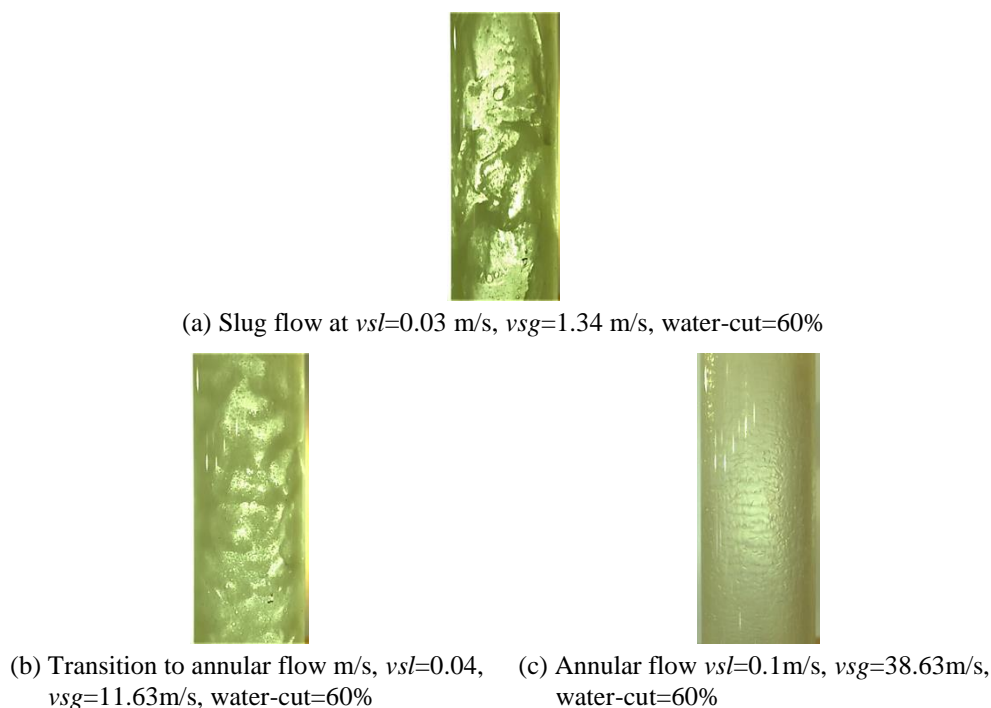 (a) Slug flow at vsl=0.03 m/s, vsg=1.34 m/s, water-cut=60%
(b) Transition to annular flow m/s, vsl=0.04,
vsg=11.63m/s, water-cut=60%
(c) Annular flow vsl=0.1m/s, vsg=38.63m/s,
water-cut=60%